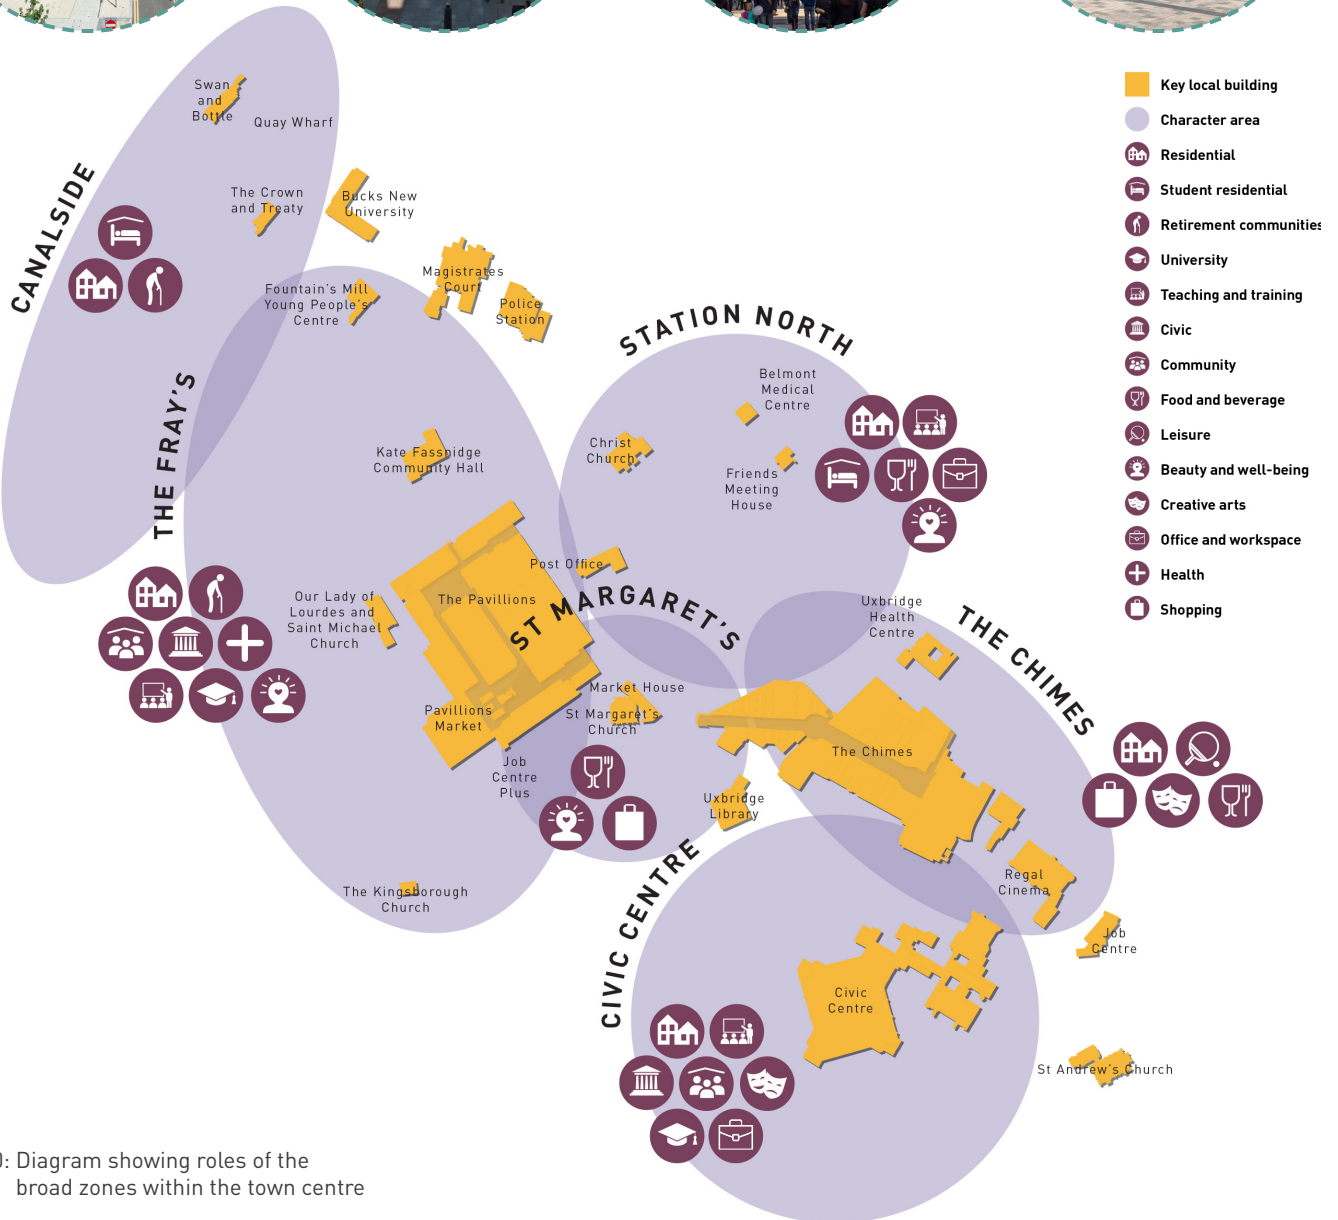 Swan
and
Bottle
Quay Wharf
CANALSIDE
The Crown
and Treaty
Bucks New
University
Magistrates
Court
Police
Station
Fountain's Mill
Young People's
Centre
THE FRAY'S
STATION NORTH
Belmont
Medical
Centre
Christ
Church
Friends
Meeting
House
Kate Fassnidge
Community Hall
Post Office
The Pavillions
ST MARGARET'S
Our Lady of
Lourdes and
Saint Michael
Church
Uxbridge
Health
Centre
THE CHIMES
Market House
St Margaret's
Church
Pavillions
Market
Job
Centre
Plus
The Chimes
Uxbridge
Library
CIVIC CENTRE
The Kingsborough
Church
Regal
Cinema
Job
Centre
Civic
Centre
St Andrew's Church
Key local building
Character area
Residential
Student residential
Retirement communities
University
Teaching and training
Civic
Community
Food and beverage
Leisure
Beauty and well-being
Creative arts
Office and workspace
Health
Shopping
: Diagram showing roles of the
broad zones within the town centre